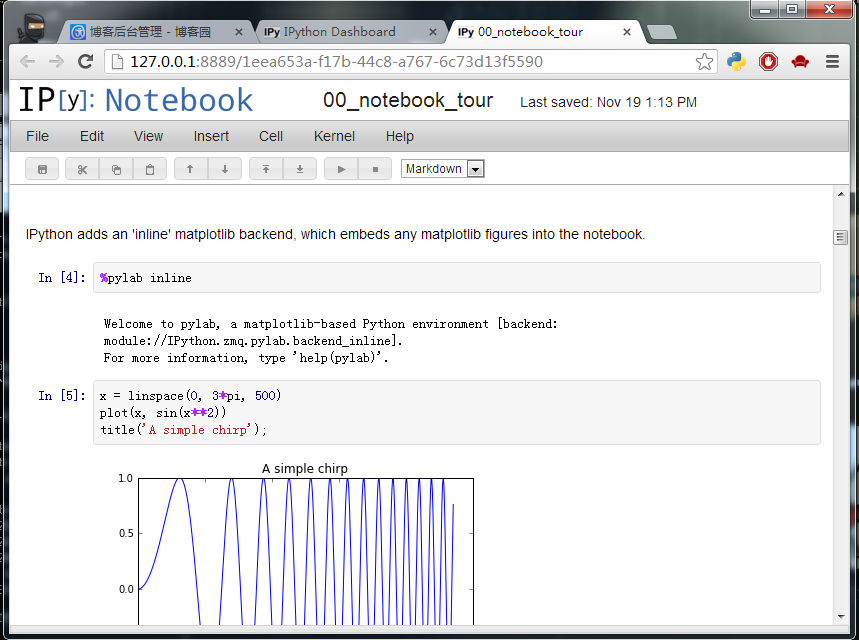 博客后台管理 - 博客园
IPy IPython Dashboard
IPy 00_notebook_tour
127.0.0.1:8889/1eea653a-f17b-44c8-a767-6c73d13f5590
IP[y]: Notebook
00_notebook_tour
Last saved: Nov 19 1:13 PM
File Edit View Insert Cell Kernel Help
Markdown
IPython adds an 'inline' matplotlib backend, which embeds any matplotlib figures into the notebook.
In [4]: %pylab inline
Welcome to pylab, a matplotlib-based Python environment [backend:
module://IPython.zmq.pylab.backend_inline].
For more information, type 'help(pylab)'.
In [5]: x = linspace(0, 3*pi, 500)
plot(x, sin(x**2))
title('A simple chirp');
A simple chirp
1.0
0.5
0.0